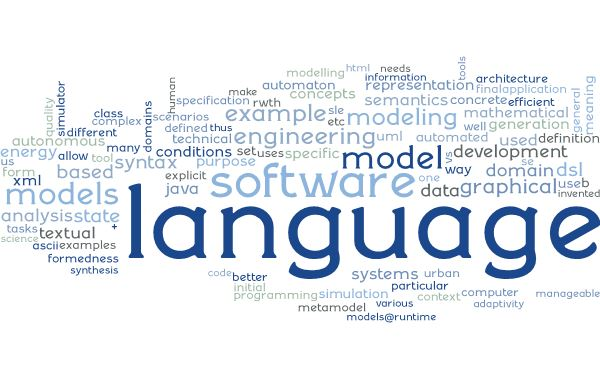 modelling html needs tools
information
simulator human automaton representation architecture
make concepts finalapplication
quality class domains specification rwth semantics concrete efficient meaning
complex scenarios example sle modeling mathematical general
different defined thus etc well generation
autonomous technical engineering uml automated used definition
energy many conditions set uses specific model vs development
us allow tool syntax purpose se
form based explicit way domain dsl
xml java software one data graphical useb
models invented
analysis state language
tasks textual +
science ascii examples
formedness
synthesis code better systems urban
initial particular
programming simulation context computer manageable
metamodel various adaptivity
models@runtime